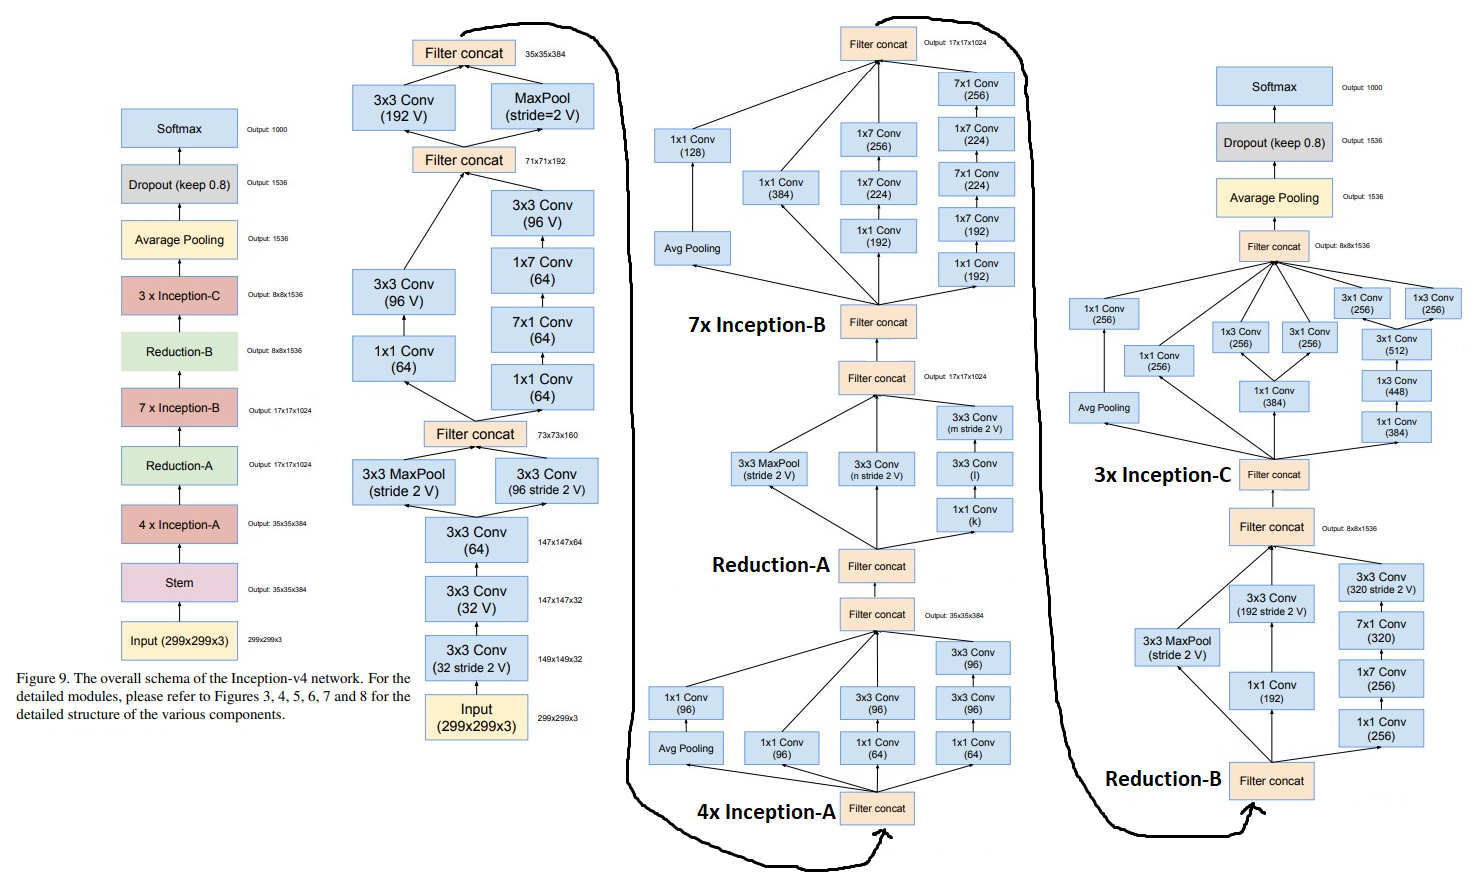 Softmax
Output: 1000
Dropout (keep 0.8)
Output: 1536
Avarage Pooling
Output: 1536
3 x Inception-C
Output: 8x8x1536
Reduction-B
Output: 8x8x1536
7 x Inception-B
Output: 17x17x1024
Reduction-A
Output: 17x17x1024
4 x Inception-A
Output: 35x35x384
Stem
Output: 35x35x384
Input (299x299x3)
299x299x3
Figure 9. The overall schema of the Inception-v4 network. For the
detailed modules, please refer to Figures 3, 4, 5, 6, 7 and 8 for the
detailed structure of the various components.
Filter concat
35x35x384
3x3 Conv
(192 V)
MaxPool
(stride=2 V)
Filter concat
71x71x192
3x3 Conv
(96 V)
1x7 Conv
(64)
3x3 Conv
(96 V)
7x1 Conv
(64)
1x1 Conv
(64)
1x1 Conv
(64)
Filter concat
73x73x160
3x3 MaxPool
(stride 2 V)
3x3 Conv
(96 stride 2 V)
3x3 Conv
(64)
147x147x64
3x3 Conv
(32 V)
147x147x32
3x3 Conv
(32 stride 2 V)
149x149x32
Input
(299x299x3)
299x299x3
Filter concat
Output: 17x17x1024
7x1 Conv
(256)
1x7 Conv
(224)
1x7 Conv
(256)
1x1 Conv
(128)
7x1 Conv
(224)
1x7 Conv
(224)
1x1 Conv
(384)
1x7 Conv
(192)
1x1 Conv
(192)
Avg Pooling
1x1 Conv
(192)
7x Inception-B
Filter concat
Filter concat
Output: 17x17x1024
3x3 Conv
(m stride 2 V)
3x3 MaxPool
(stride 2 V)
3x3 Conv
(n stride 2 V)
3x3 Conv
(l)
1x1 Conv
(k)
Reduction-A
Filter concat
Filter concat
Output: 35x35x384
3x3 Conv
(96)
1x1 Conv
(96)
3x3 Conv
(96)
3x3 Conv
(96)
Avg Pooling
1x1 Conv
(96)
1x1 Conv
(64)
1x1 Conv
(64)
4x Inception-A
Filter concat
Softmax
Output: 1000
Dropout (keep 0.8)
Output: 1536
Avarage Pooling
Output: 1536
Filter concat
Output: 8x8x1536
1x1 Conv
(256)
3x1 Conv
(256)
1x3 Conv
(256)
1x3 Conv
(256)
3x1 Conv
(256)
3x1 Conv
(512)
1x1 Conv
(256)
1x3 Conv
(448)
1x1 Conv
(384)
Avg Pooling
1x1 Conv
(384)
3x Inception-C
Filter concat
Filter concat
Output: 8x8x1536
3x3 Conv
(320 stride 2 V)
3x3 Conv
(192 stride 2 V)
7x1 Conv
(320)
3x3 MaxPool
(stride 2 V)
1x7 Conv
(256)
1x1 Conv
(192)
1x1 Conv
(256)
Reduction-B
Filter concat